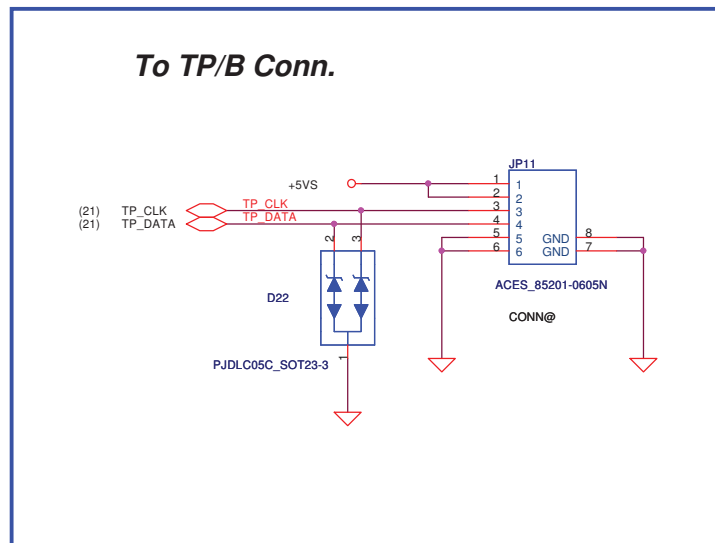 To TP/B Conn.
JP11
+5VS
1 1
2 2
(21) TP_CLK TP_CLK 3 3
(21) TP_DATA TP_DATA 4 4
5 5 GND 8
6 6 GND 7
2 3
D22
ACES_85201-0605N
CONN@
1
PJDLC05C_SOT23-3